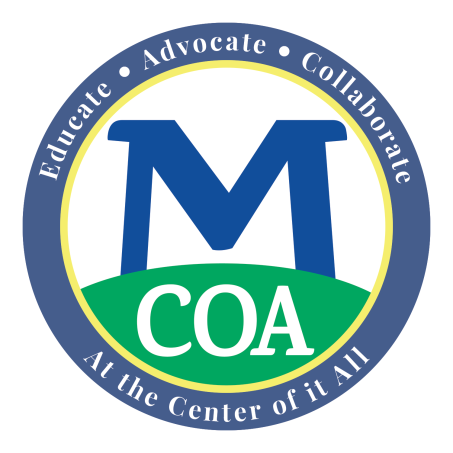 Educate • Advocate • Collaborate
M
COA
At the Center of it All